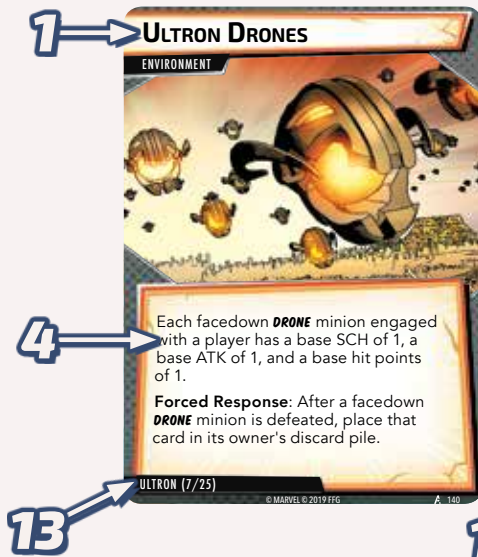 1
ULTRON DRONES
ENVIRONMENT
4
Each facedown DRONE minion engaged
with a player has a base SCH of 1, a
base ATK of 1, and a base hit points
of 1.
Forced Response: After a facedown
DRONE minion is defeated, place that
card in its owner's discard pile.
13
ULTRON (7/25)
© MARVEL © 2019 FFG
140